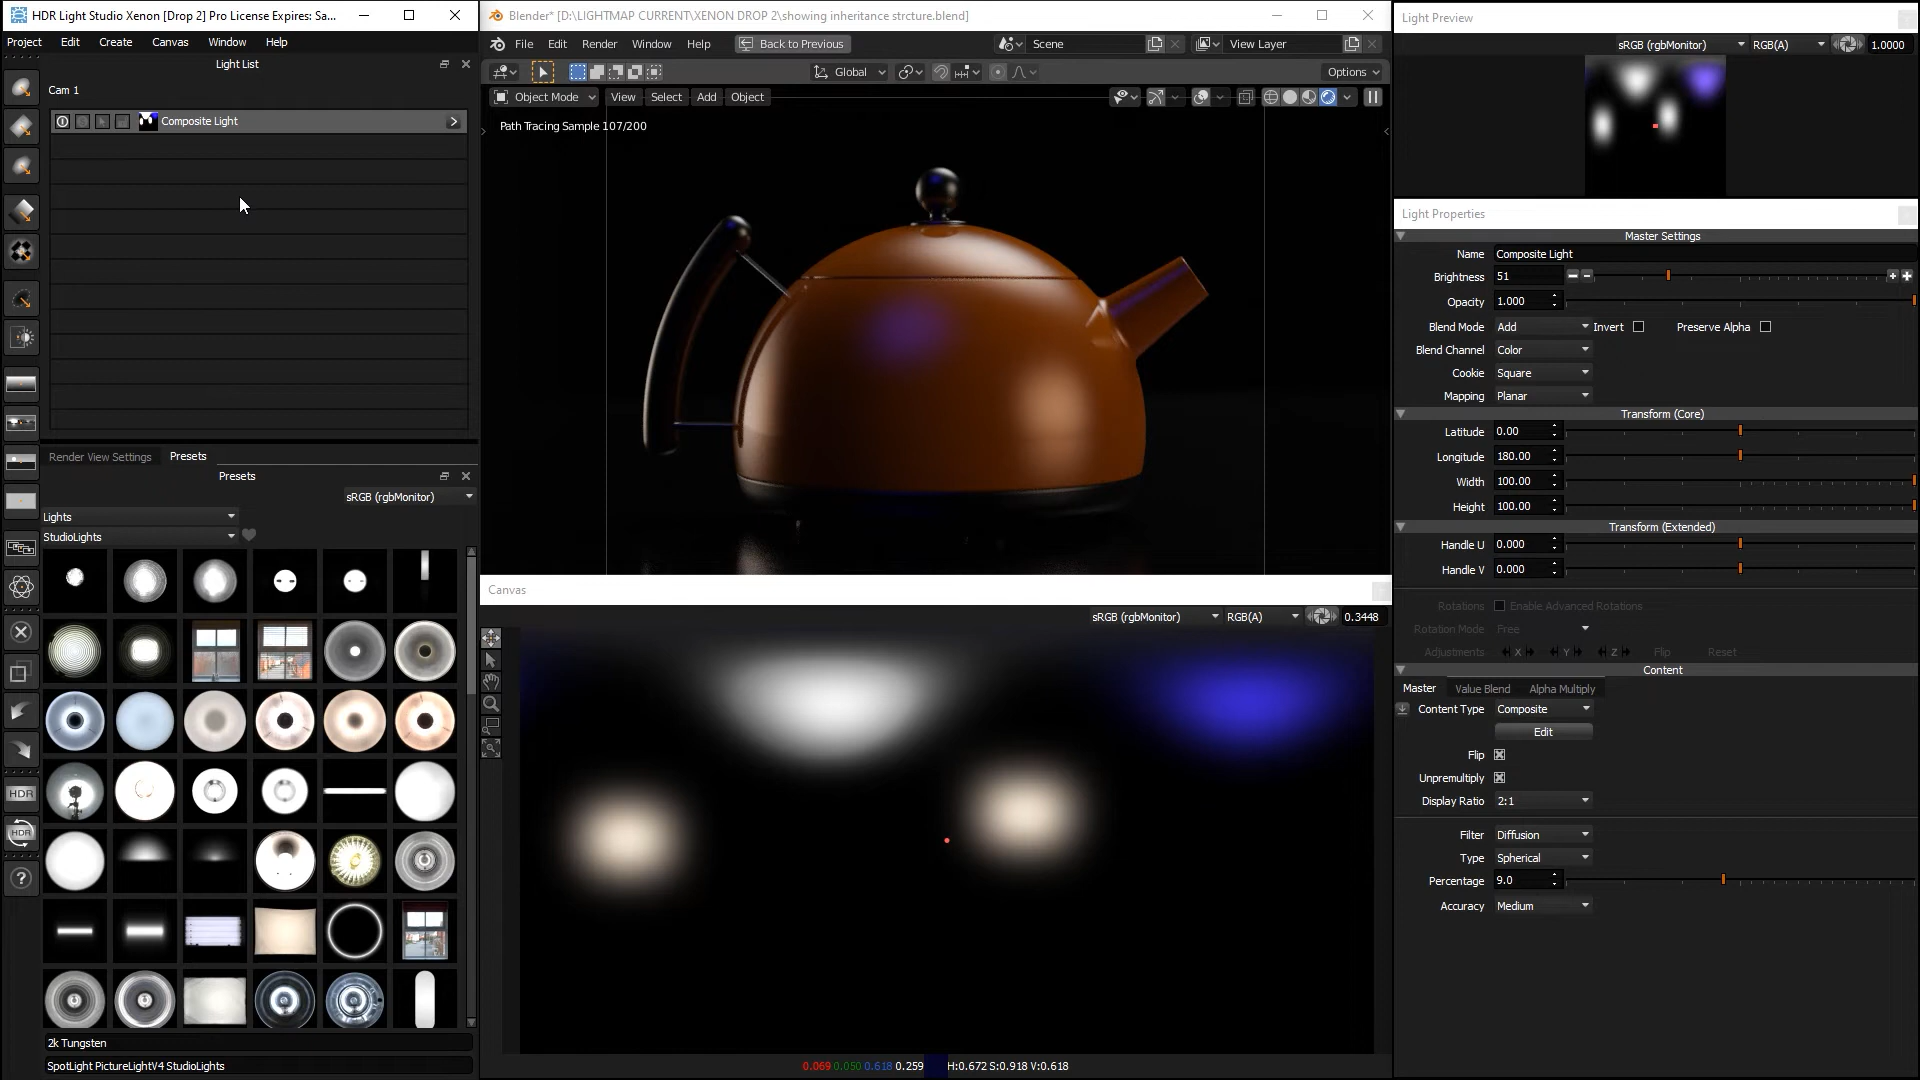 HDR Light Studio Xenon [Drop 2] Pro License Expires: Sa...
Project Edit Create Canvas Window Help
Light List
Cam 1
Composite Light
Render View Settings Presets
Presets
sRGB (rgbMonitor)
Lights
StudioLights
HDR
HDR
2k Tungsten
SpotLight PictureLightV4 StudioLights
Blender* [D:\LIGHTMAP CURRENT\XENON DROP 2\showing inheritance strcture.blend]
File Edit Render Window Help Back to Previous Scene View Layer
Global Options
Object Mode View Select Add Object
Path Tracing Sample 107/200
Canvas
sRGB (rgbMonitor) RGB(A) 0.3448
0.069 0.050 0.618 0.259 H:0.672 S:0.918 V:0.618
Light Preview
sRGB (rgbMonitor) RGB(A) 1.0000
Light Properties
Master Settings
Name Composite Light
Brightness 51
Opacity 1.000
Blend Mode Add Invert Preserve Alpha
Blend Channel Color
Cookie Square
Mapping Planar
Transform (Core)
Latitude 0.00
Longitude 180.00
Width 100.00
Height 100.00
Transform (Extended)
Handle U 0.000
Handle V 0.000
Rotations Enable Advanced Rotations
Rotation Mode Free
Adjustments X Y Z Flip Reset
Content
Master Value Blend Alpha Multiply
Content Type Composite
Edit
Flip
Unpremultiply
Display Ratio 2:1
Filter Diffusion
Type Spherical
Percentage 9.0
Accuracy Medium